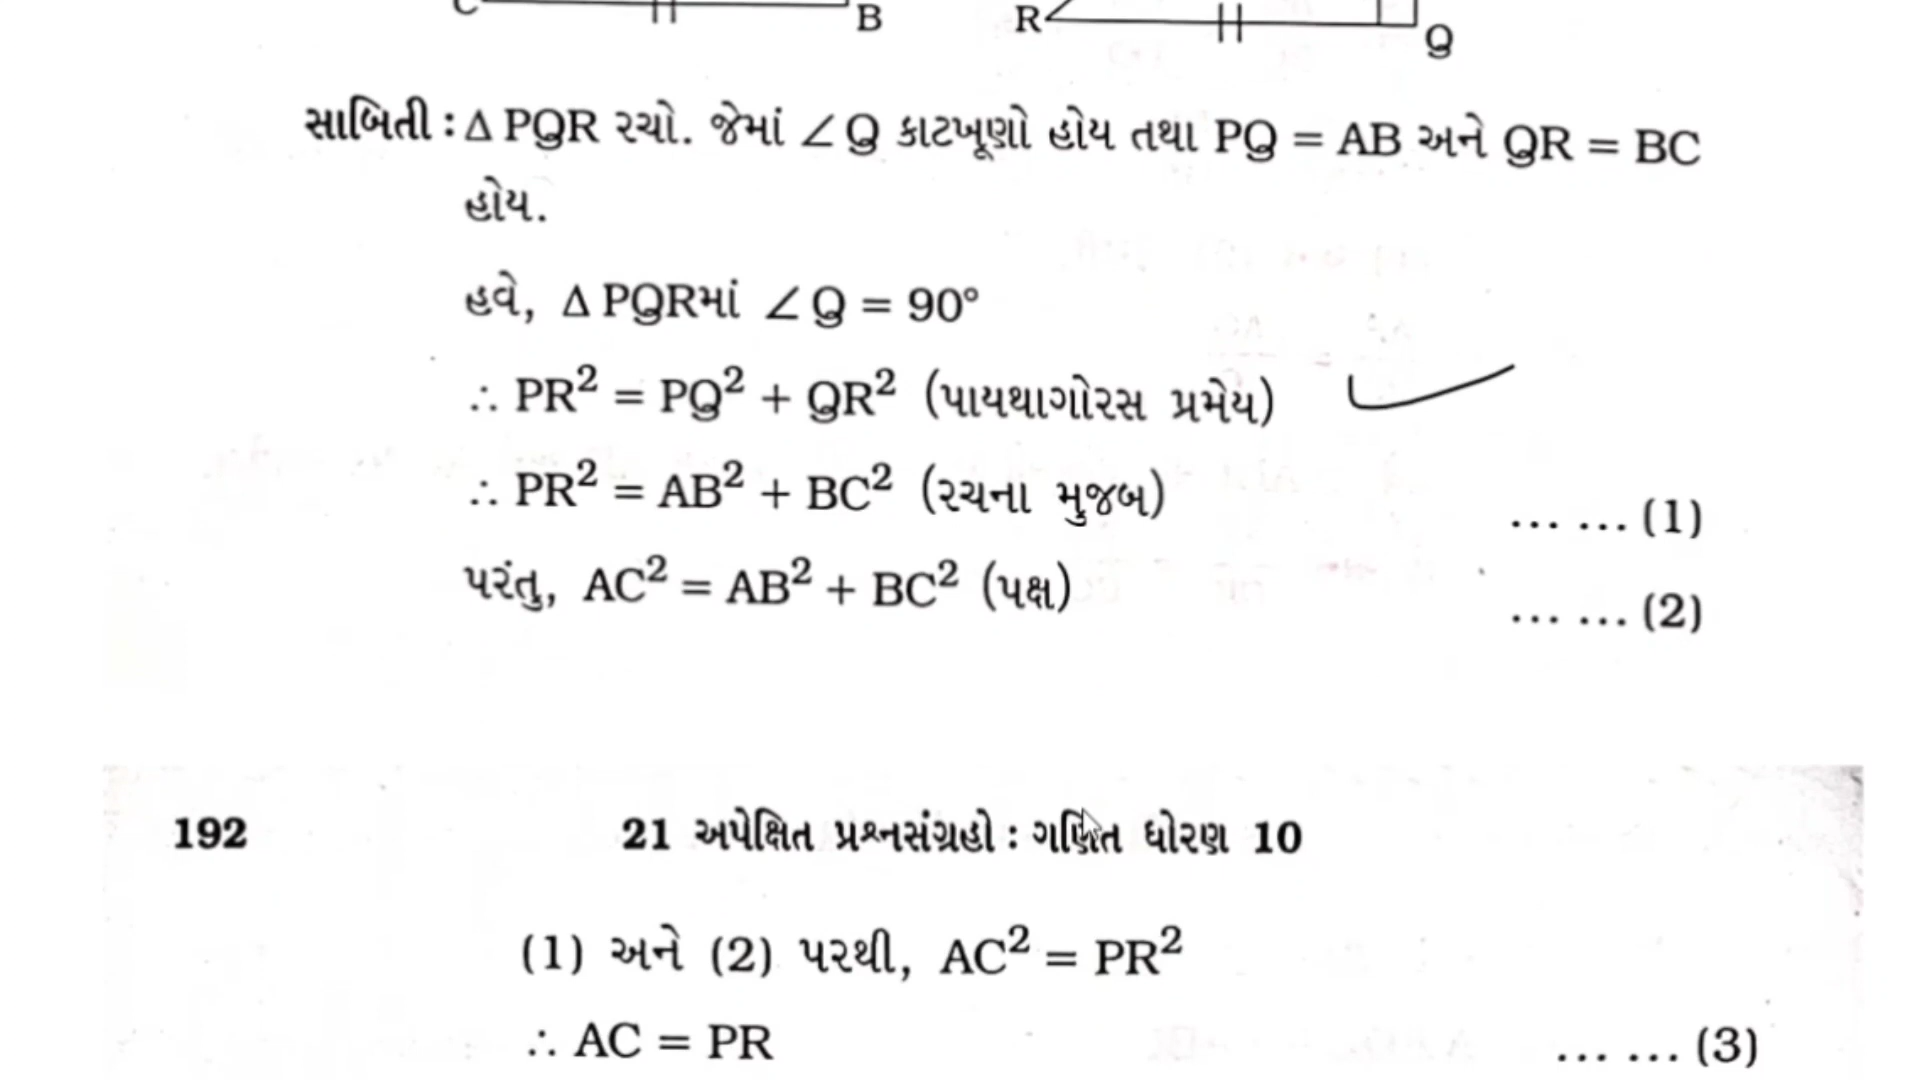 C B R Q
સાબિતી : Δ PQR રચો. જેમાં ∠Q કાટખૂણો હોય તથા PQ = AB અને QR = BC
હોય.
હવે, Δ PQRમાં ∠Q = 90°
∴ PR² = PQ² + QR² (પાયથાગોરસ પ્રમેય)
∴ PR² = AB² + BC² (રચના મુજબ) ... ... (1)
પરંતુ, AC² = AB² + BC² (પક્ષ) ... ... (2)
192 21 અપેક્ષિત પ્રશ્નસંગ્રહો : ગણિત ધોરણ 10
(1) અને (2) પરથી, AC² = PR²
∴ AC = PR ... ... (3)